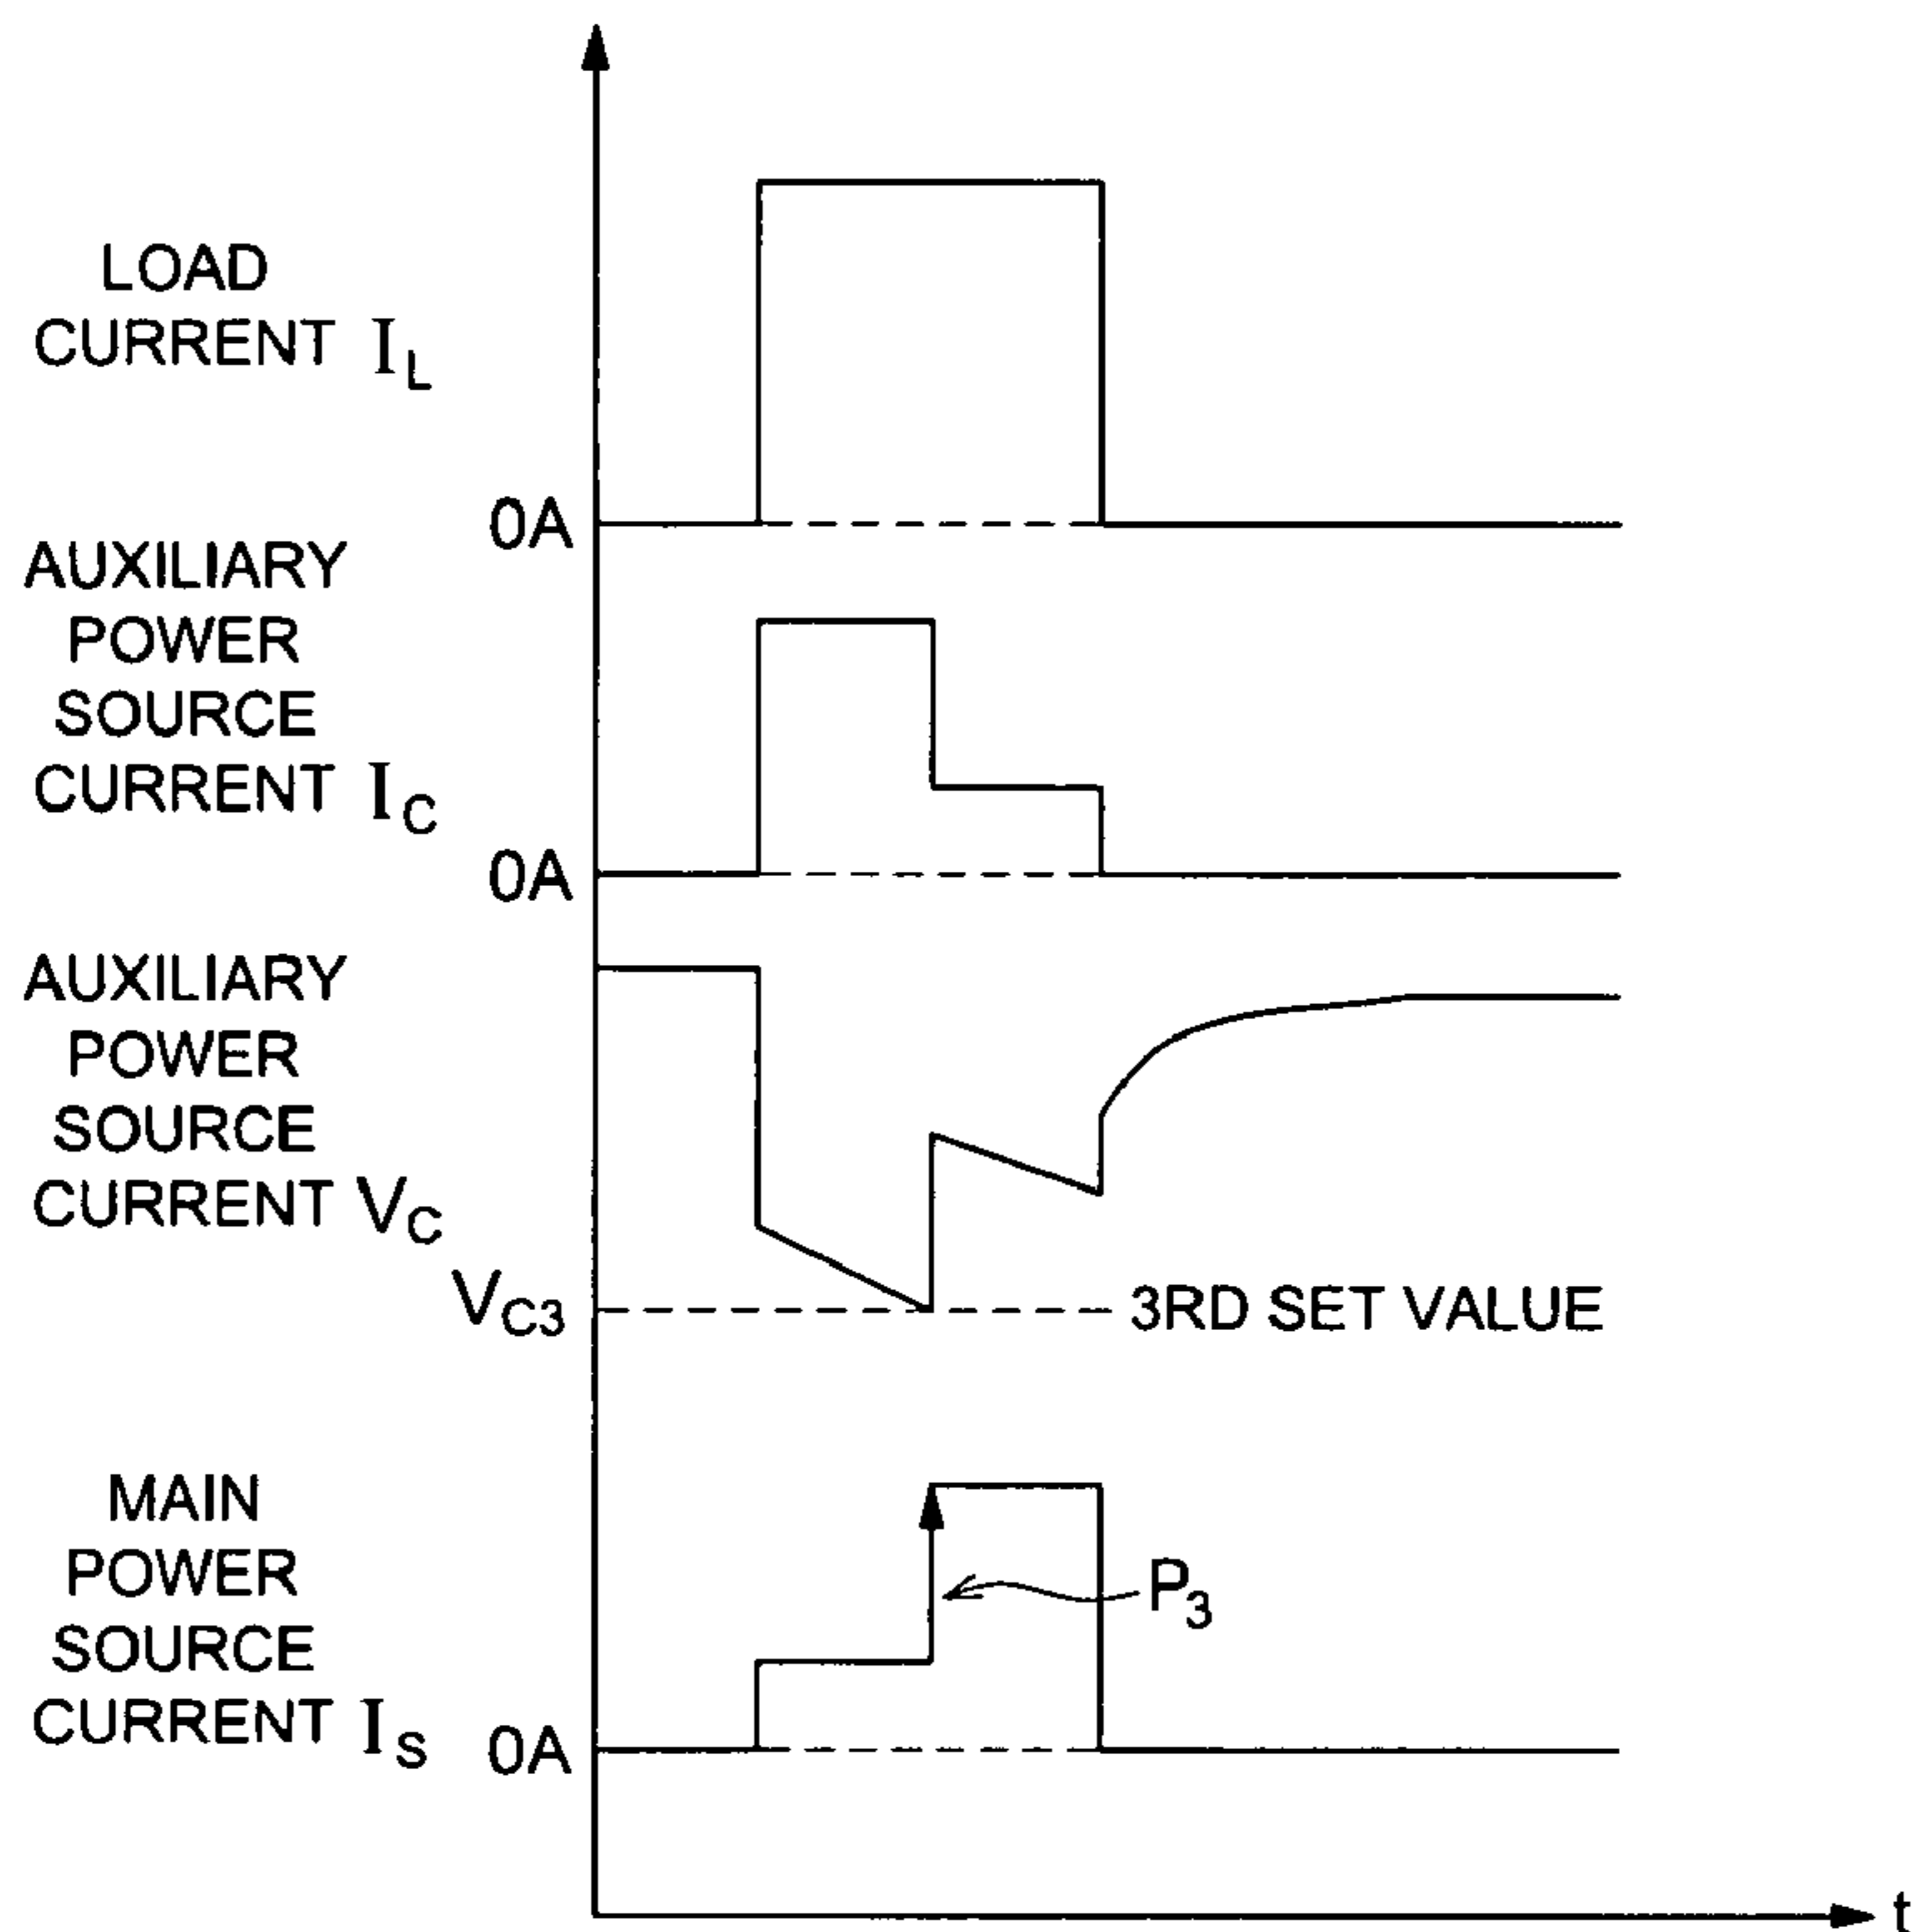 LOAD
CURRENT I_L
0A
AUXILIARY
POWER
SOURCE
CURRENT I_C
0A
AUXILIARY
POWER
SOURCE
CURRENT V_C
V_C3
3RD SET VALUE
MAIN
POWER
SOURCE
CURRENT I_S
0A
P_3
t